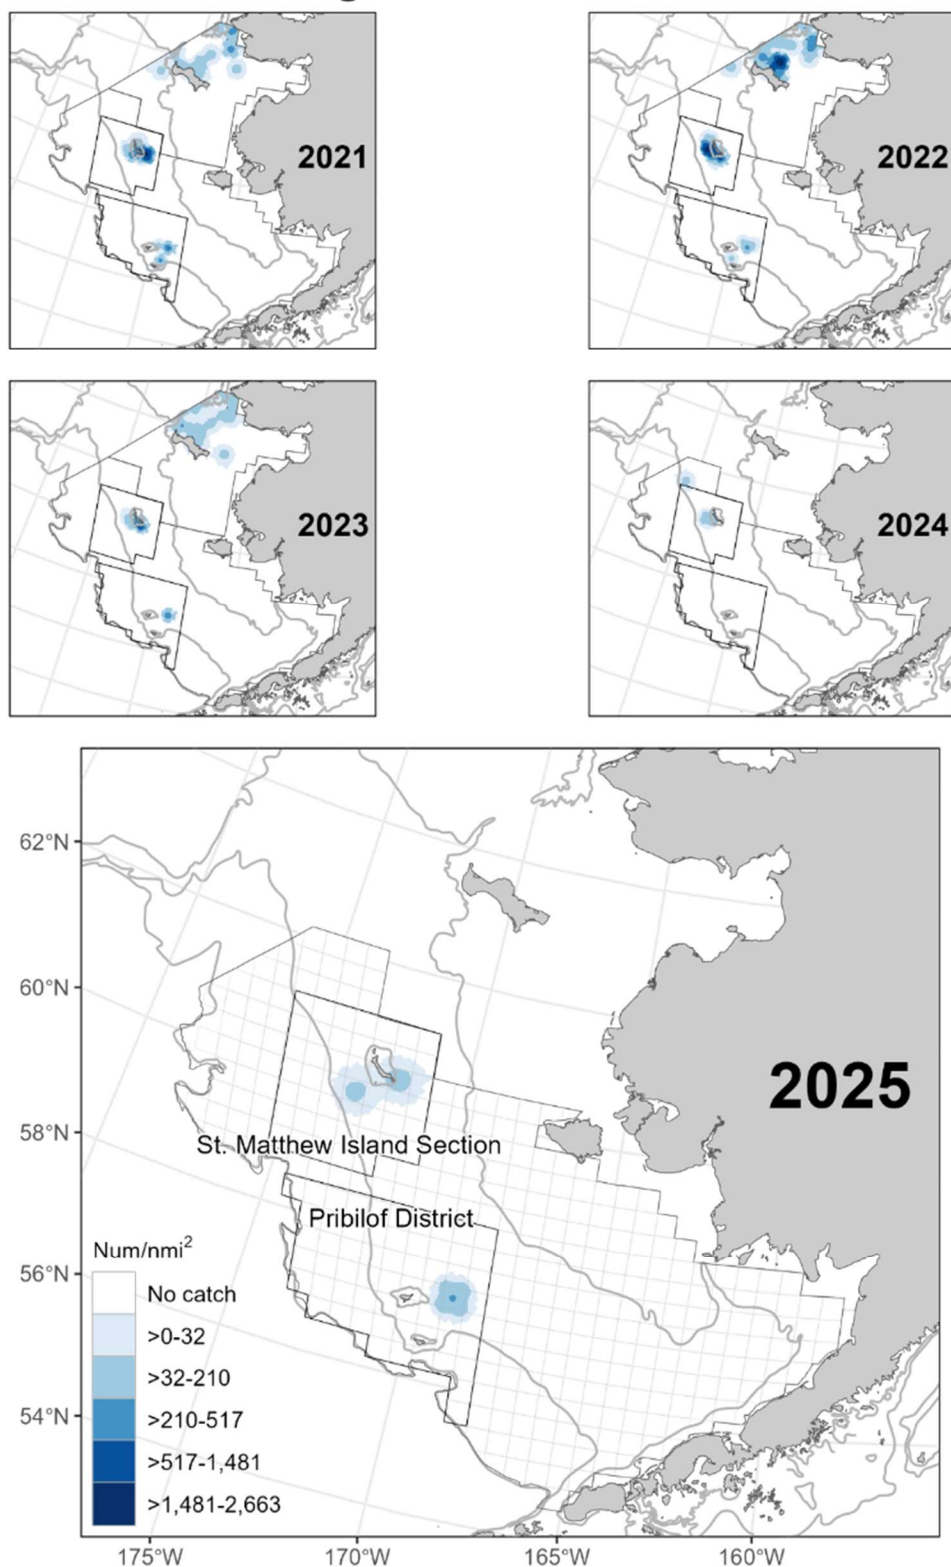 2021
2022
2023
2024
2025
62°N
60°N
58°N
56°N
54°N
St. Matthew Island Section
Pribilof District
Num/nmi²
No catch
>0-32
>32-210
>210-517
>517-1,481
>1,481-2,663
175°W
170°W
165°W
160°W